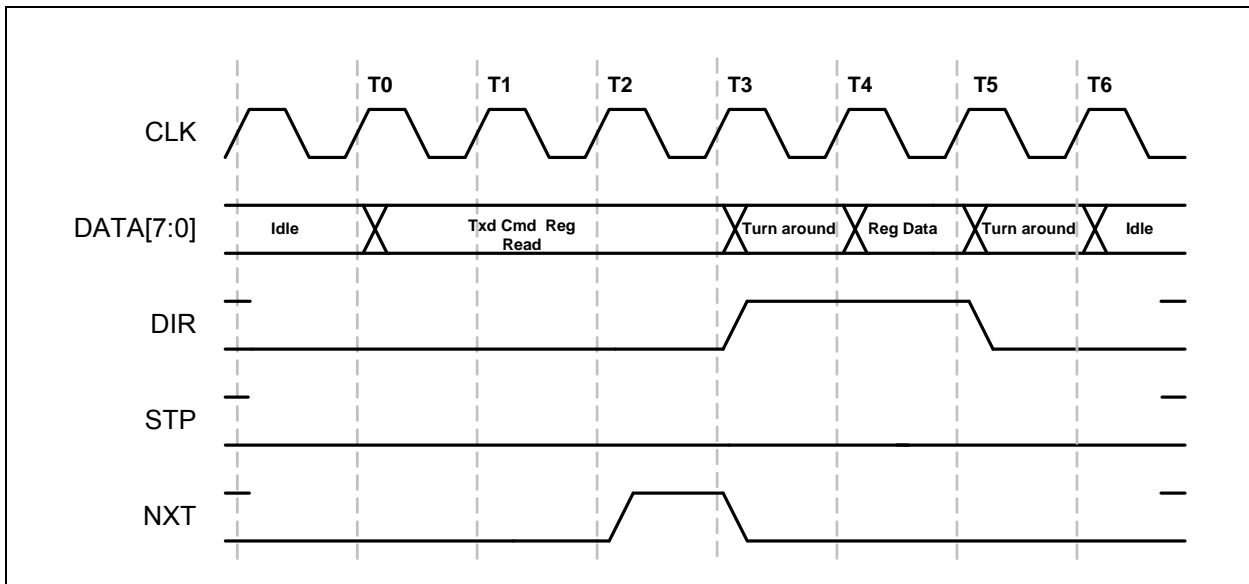 T0 T1 T2 T3 T4 T5 T6
CLK
DATA[7:0]
Idle
Txd Cmd Reg
Read
Turn around
Reg Data
Turn around
Idle
DIR
STP
NXT